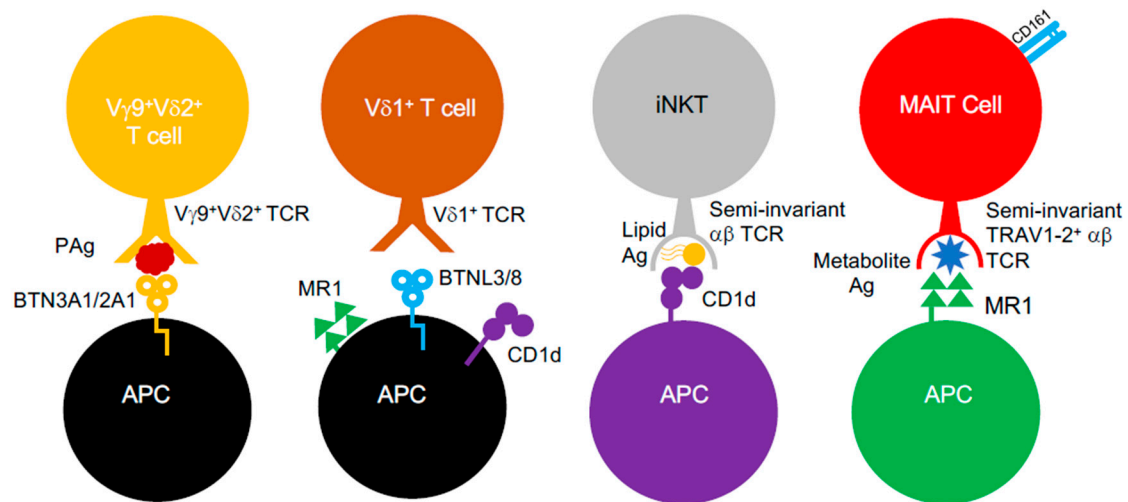 Vγ9⁺Vδ2⁺
T cell
Vγ9⁺Vδ2⁺ TCR
PAg
BTN3A1/2A1
APC
Vδ1⁺ T cell
Vδ1⁺ TCR
MR1
BTNL3/8
CD1d
APC
iNKT
Lipid
Ag
Semi-invariant
αβ TCR
CD1d
APC
CD161
MAIT Cell
Semi-invariant
TRAV1-2⁺ αβ
TCR
Metabolite
Ag
MR1
APC